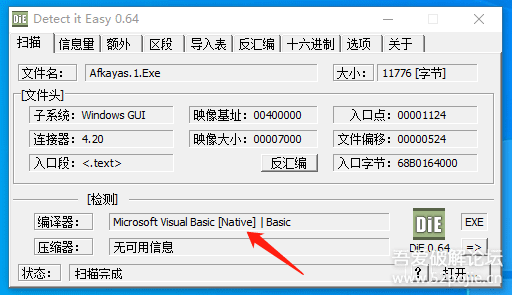 Detect it Easy 0.64
扫描 信息量 额外 区段 导入表 反汇编 十六进制 选项 关于
文件名： Afkayas.1.Exe 大小： 11776 [字节]
[文件头]
子系统： Windows GUI 映像基址： 00400000 入口点： 00001124
连接器： 4.20 映像大小： 00007000 文件偏移： 00000524
入口段： <.text> 反汇编 入口字节： 68B0164000
[检测]
编译器： Microsoft Visual Basic [Native] | Basic DiE EXE
压缩器： 无可用信息 DiE 0.64 =>
状态： 扫描完成 ? 打开
吾爱破解论坛
www.52pojie.cn